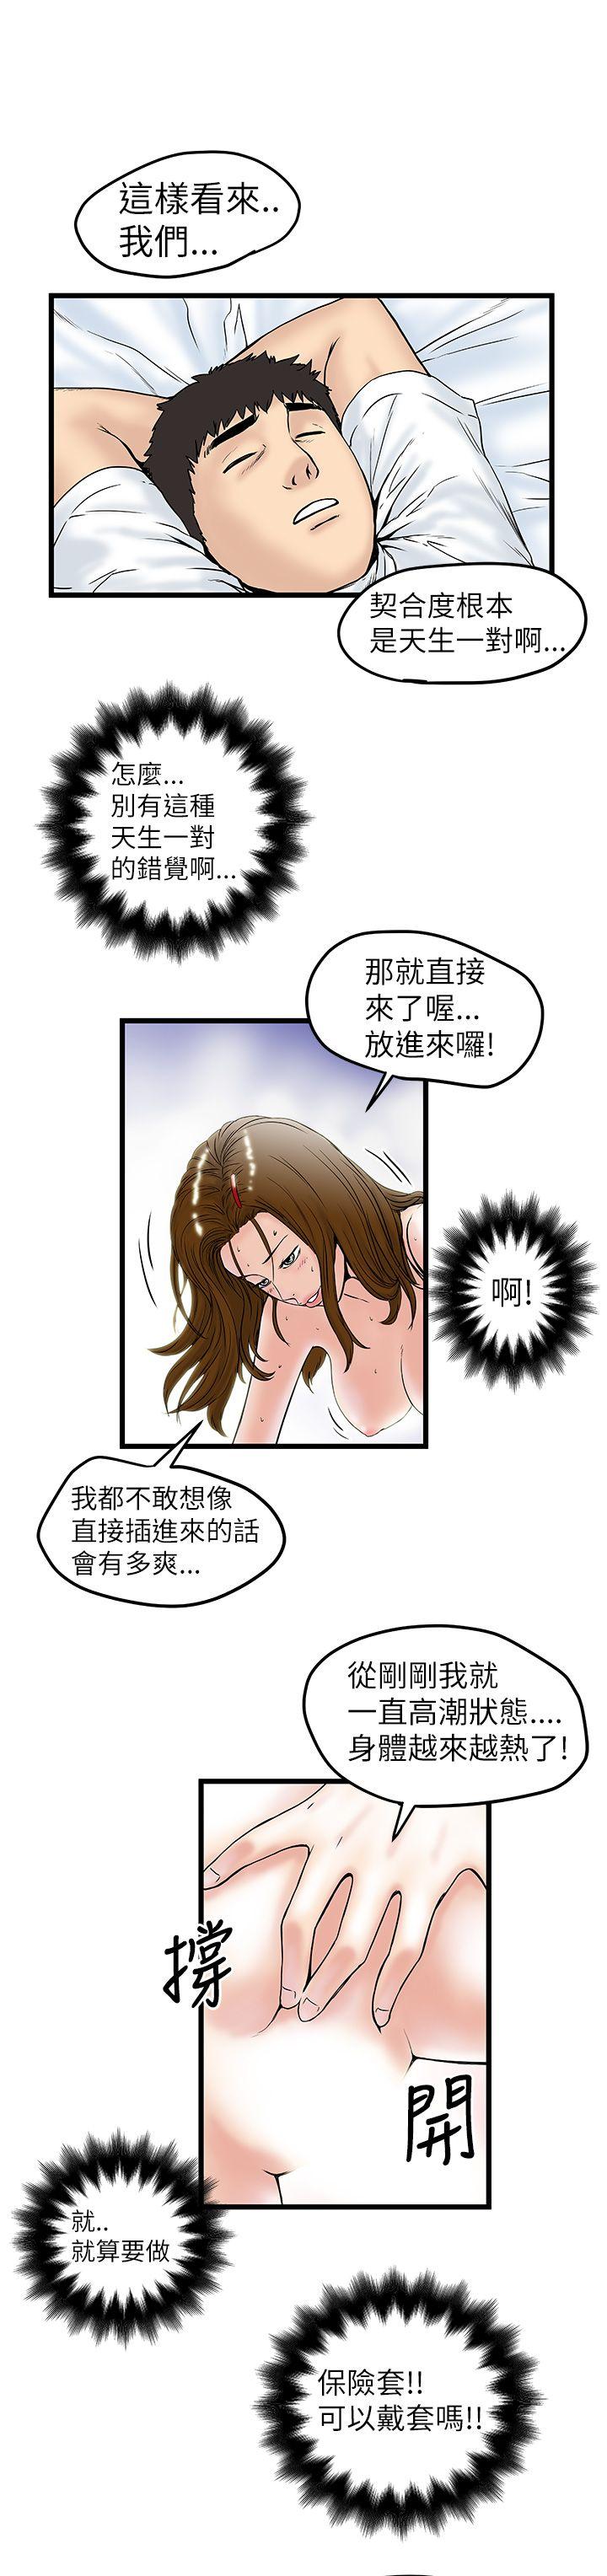 這樣看來..
我們...
契合度根本
是天生一對啊...
怎麼...
別有這種
天生一對
的錯覺啊...
那就直接
來了喔...
放進來囉!
啊!
我都不敢想像
直接插進來的話
會有多爽...
從剛剛我就
一直高潮狀態....
身體越來越熱了!
撐
開
就..
就算要做
保險套!!
可以戴套嗎!!